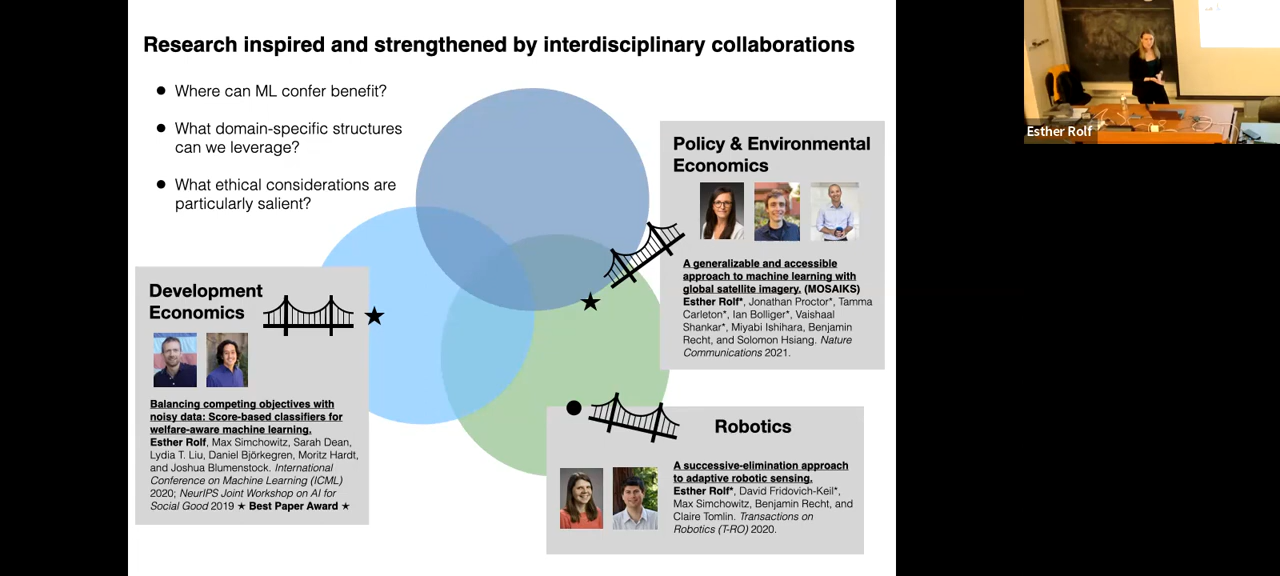 Research inspired and strengthened by interdisciplinary collaborations
● Where can ML confer benefit?
● What domain-specific structures
can we leverage?
● What ethical considerations are
particularly salient?
Policy & Environmental
Economics
A generalizable and accessible
approach to machine learning with
global satellite imagery. (MOSAIKS)
Esther Rolf*, Jonathan Proctor*, Tamma
Carleton*, Ian Bolliger*, Vaishaal
Shankar*, Miyabi Ishihara, Benjamin
Recht, and Solomon Hsiang. Nature
Communications 2021.
Development
Economics
Balancing competing objectives with
noisy data: Score-based classifiers for
welfare-aware machine learning.
Esther Rolf, Max Simchowitz, Sarah Dean,
Lydia T. Liu, Daniel Björkegren, Moritz Hardt,
and Joshua Blumenstock. International
Conference on Machine Learning (ICML)
2020; NeurIPS Joint Workshop on AI for
Social Good 2019 ★ Best Paper Award ★
Robotics
A successive-elimination approach
to adaptive robotic sensing.
Esther Rolf*, David Fridovich-Keil*,
Max Simchowitz, Benjamin Recht, and
Claire Tomlin. Transactions on
Robotics (T-RO) 2020.
Esther Rolf